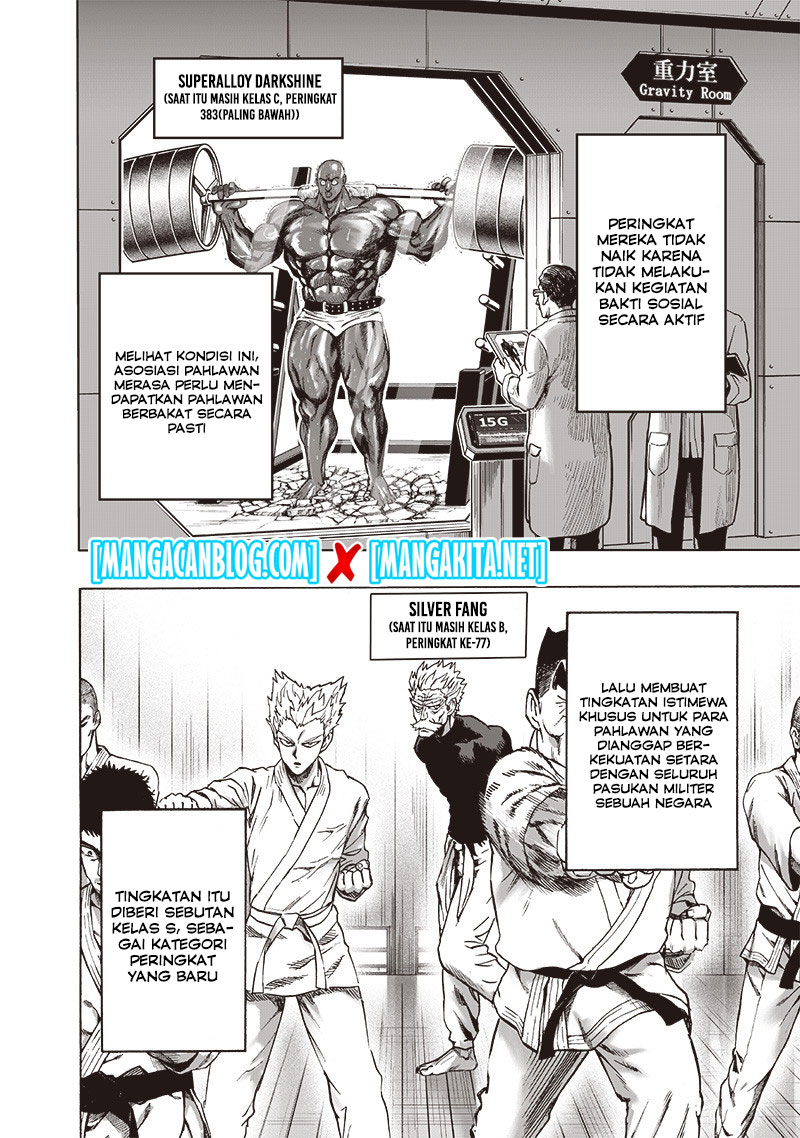 重力室
Gravity Room
SUPERALLOY DARKSHINE
(SAAT ITU MASIH KELAS C, PERINGKAT
383(PALING BAWAH))
PERINGKAT
MEREKA TIDAK
NAIK KARENA
TIDAK MELAKU-
KAN KEGIATAN
BAKTI SOSIAL
SECARA AKTIF
MELIHAT KONDISI INI,
ASOSIASI PAHLAWAN
MERASA PERLU MEN-
DAPATKAN PAHLAWAN
BERBAKAT SECARA
PASTI
15G
[MANGACANBLOG.COM] X [MANGAKITA.NET]
SILVER FANG
(SAAT ITU MASIH KELAS B,
PERINGKAT KE-77)
LALU MEMBUAT
TINGKATAN ISTIMEWA
KHUSUS UNTUK PARA
PAHLAWAN YANG
DIANGGAP BER-
KEKUATAN SETARA
DENGAN SELURUH
PASUKAN MILITER
SEBUAH NEGARA
TINGKATAN ITU
DIBERI SEBUTAN
KELAS S, SEBA-
GAI KATEGORI
PERINGKAT
YANG BARU